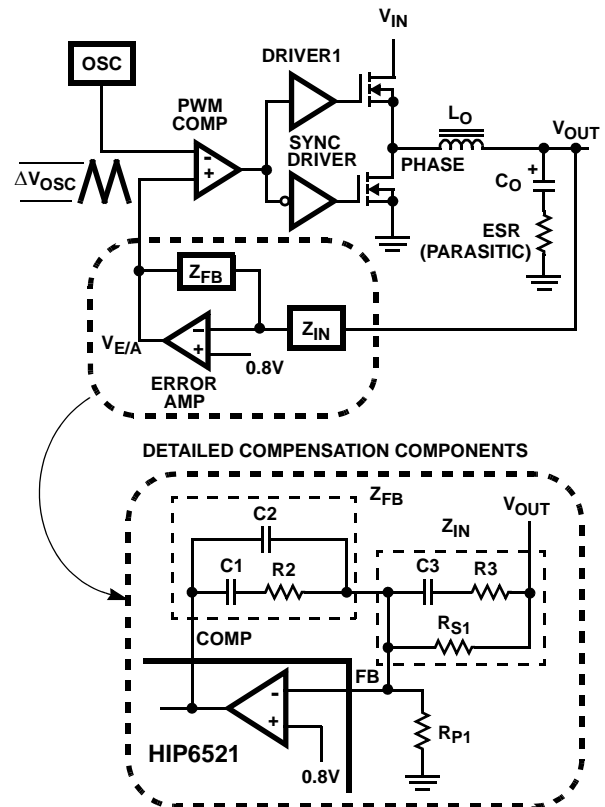 V_IN
OSC
DRIVER1
PWM
COMP
L_O
V_OUT
-
+
SYNC
DRIVER
PHASE
ΔV_OSC
+
C_O
ESR
(PARASITIC)
Z_FB
Z_IN
-
+
V_E/A
0.8V
ERROR
AMP
DETAILED COMPENSATION COMPONENTS
Z_FB
V_OUT
C2
Z_IN
C1
R2
C3
R3
COMP
R_S1
FB
-
+
R_P1
HIP6521
0.8V